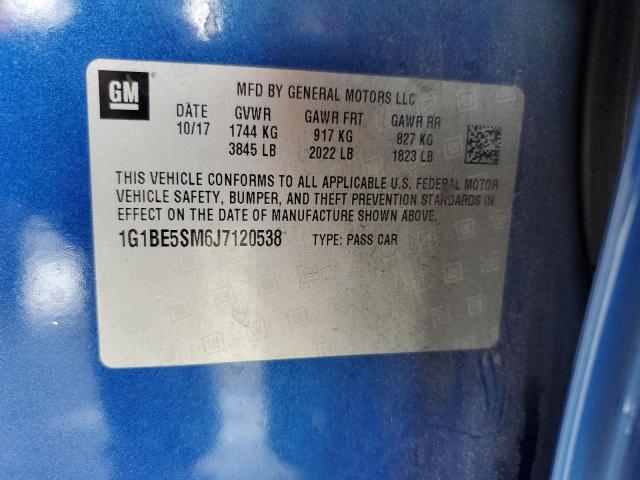 GM
MFD BY GENERAL MOTORS LLC
DATE GVWR GAWR FRT GAWR RR
10/17 1744 KG 917 KG 827 KG
3845 LB 2022 LB 1823 LB
THIS VEHICLE CONFORMS TO ALL APPLICABLE U.S. FEDERAL MOTOR
VEHICLE SAFETY, BUMPER, AND THEFT PREVENTION STANDARDS IN
EFFECT ON THE DATE OF MANUFACTURE SHOWN ABOVE.
1G1BE5SM6J7120538 TYPE: PASS CAR